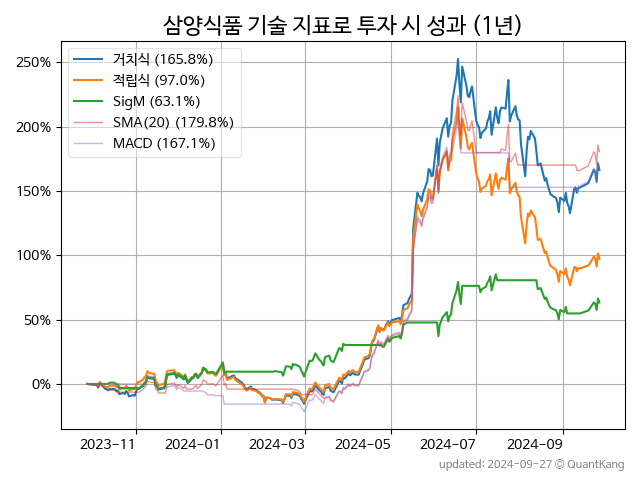 삼양식품 기술 지표로 투자 시 성과 (1년)
거치식 (165.8%)
적립식 (97.0%)
SigM (63.1%)
SMA(20) (179.8%)
MACD (167.1%)
250%
200%
150%
100%
50%
0%
2023-11 2024-01 2024-03 2024-05 2024-07 2024-09
updated: 2024-09-27 @ QuantKang